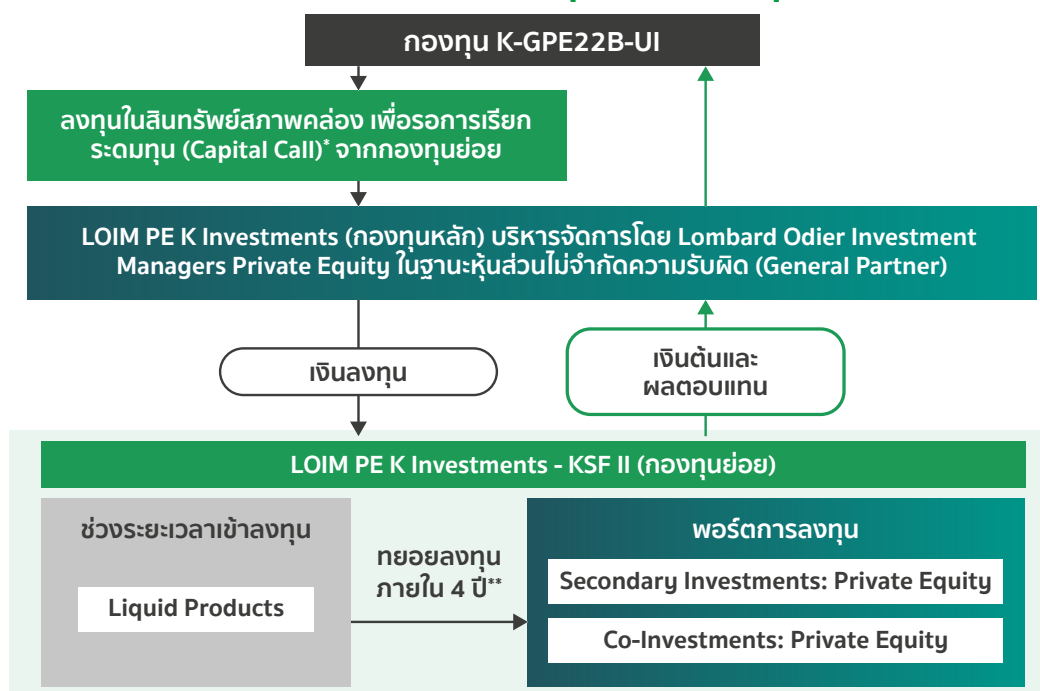 กองทุน K-GPE22B-UI
ลงทุนในสินทรัพย์สภาพคล่อง เพื่อรอการเรียก
ระดมทุน (Capital Call)* จากกองทุนย่อย
LOIM PE K Investments (กองทุนหลัก) บริหารจัดการโดย Lombard Odier Investment
Managers Private Equity ในฐานะหุ้นส่วนไม่จำกัดความรับผิด (General Partner)
เงินลงทุน
เงินต้นและ
ผลตอบแทน
LOIM PE K Investments - KSF II (กองทุนย่อย)
ช่วงระยะเวลาเข้าลงทุน
Liquid Products
ทยอยลงทุน
ภายใน 4 ปี**
พอร์ตการลงทุน
Secondary Investments: Private Equity
Co-Investments: Private Equity